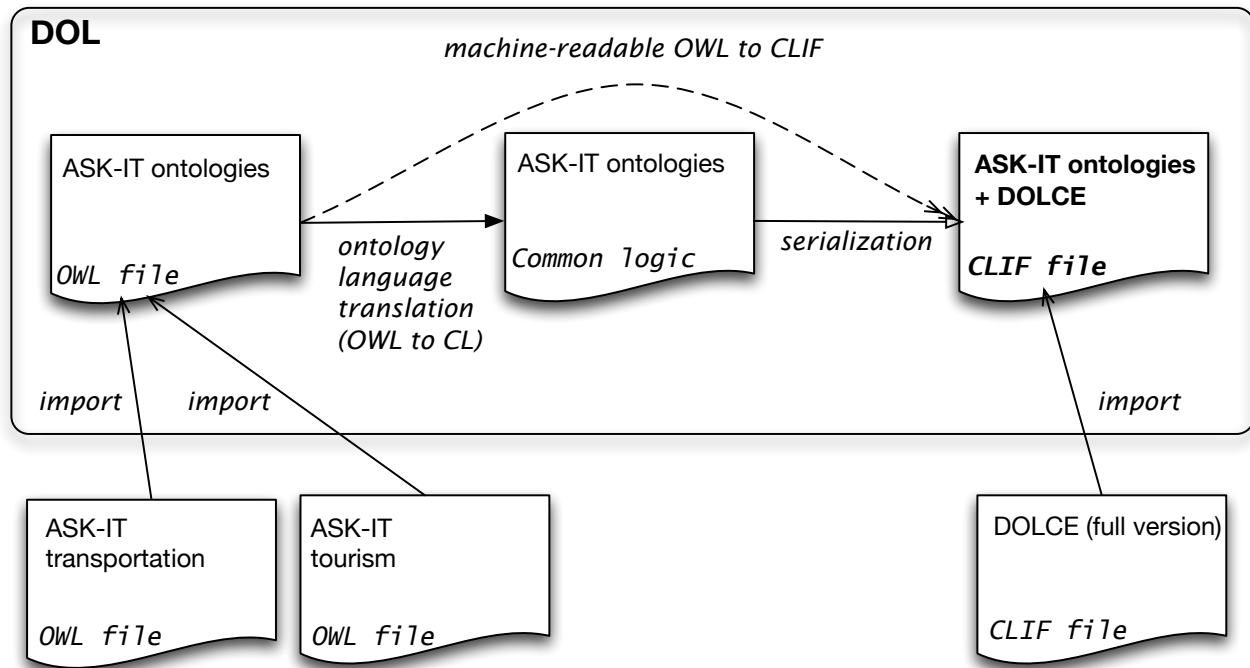 DOL
machine-readable OWL to CLIF
ASK-IT ontologies
OWL file
ontology
language
translation
(OWL to CL)
ASK-IT ontologies
Common logic
serialization
ASK-IT ontologies
+ DOLCE
CLIF file
import
import
import
ASK-IT
transportation
OWL file
ASK-IT
tourism
OWL file
DOLCE (full version)
CLIF file